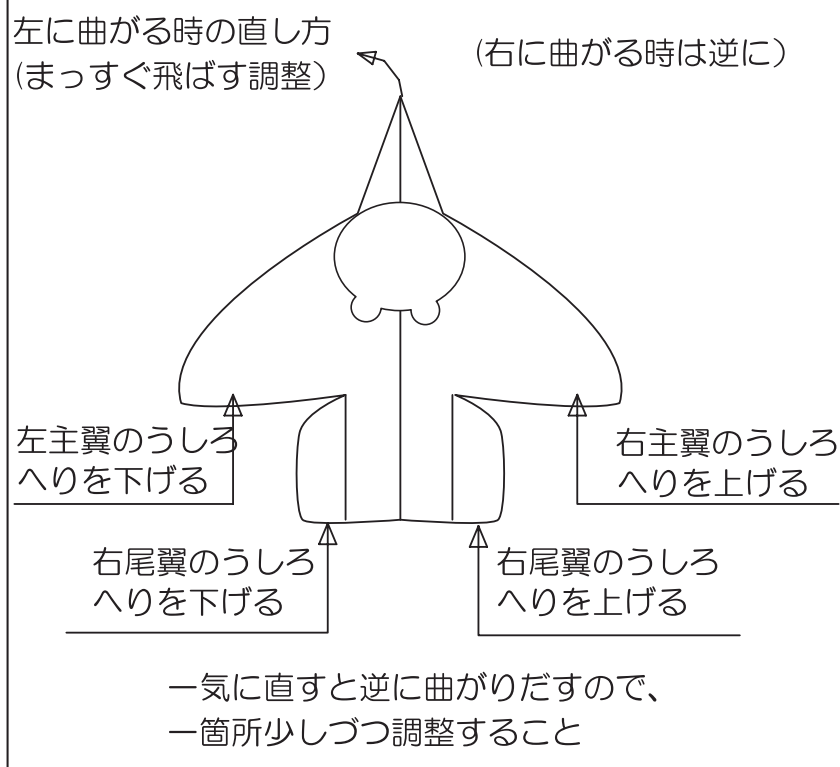 左に曲がる時の直し方
(まっすぐ飛ばす調整)
(右に曲がる時は逆に)
左主翼のうしろ
へりを下げる
右主翼のうしろ
へりを上げる
右尾翼のうしろ
へりを下げる
右尾翼のうしろ
へりを上げる
一気に直すと逆に曲がりだすので、
一箇所少しづつ調整すること